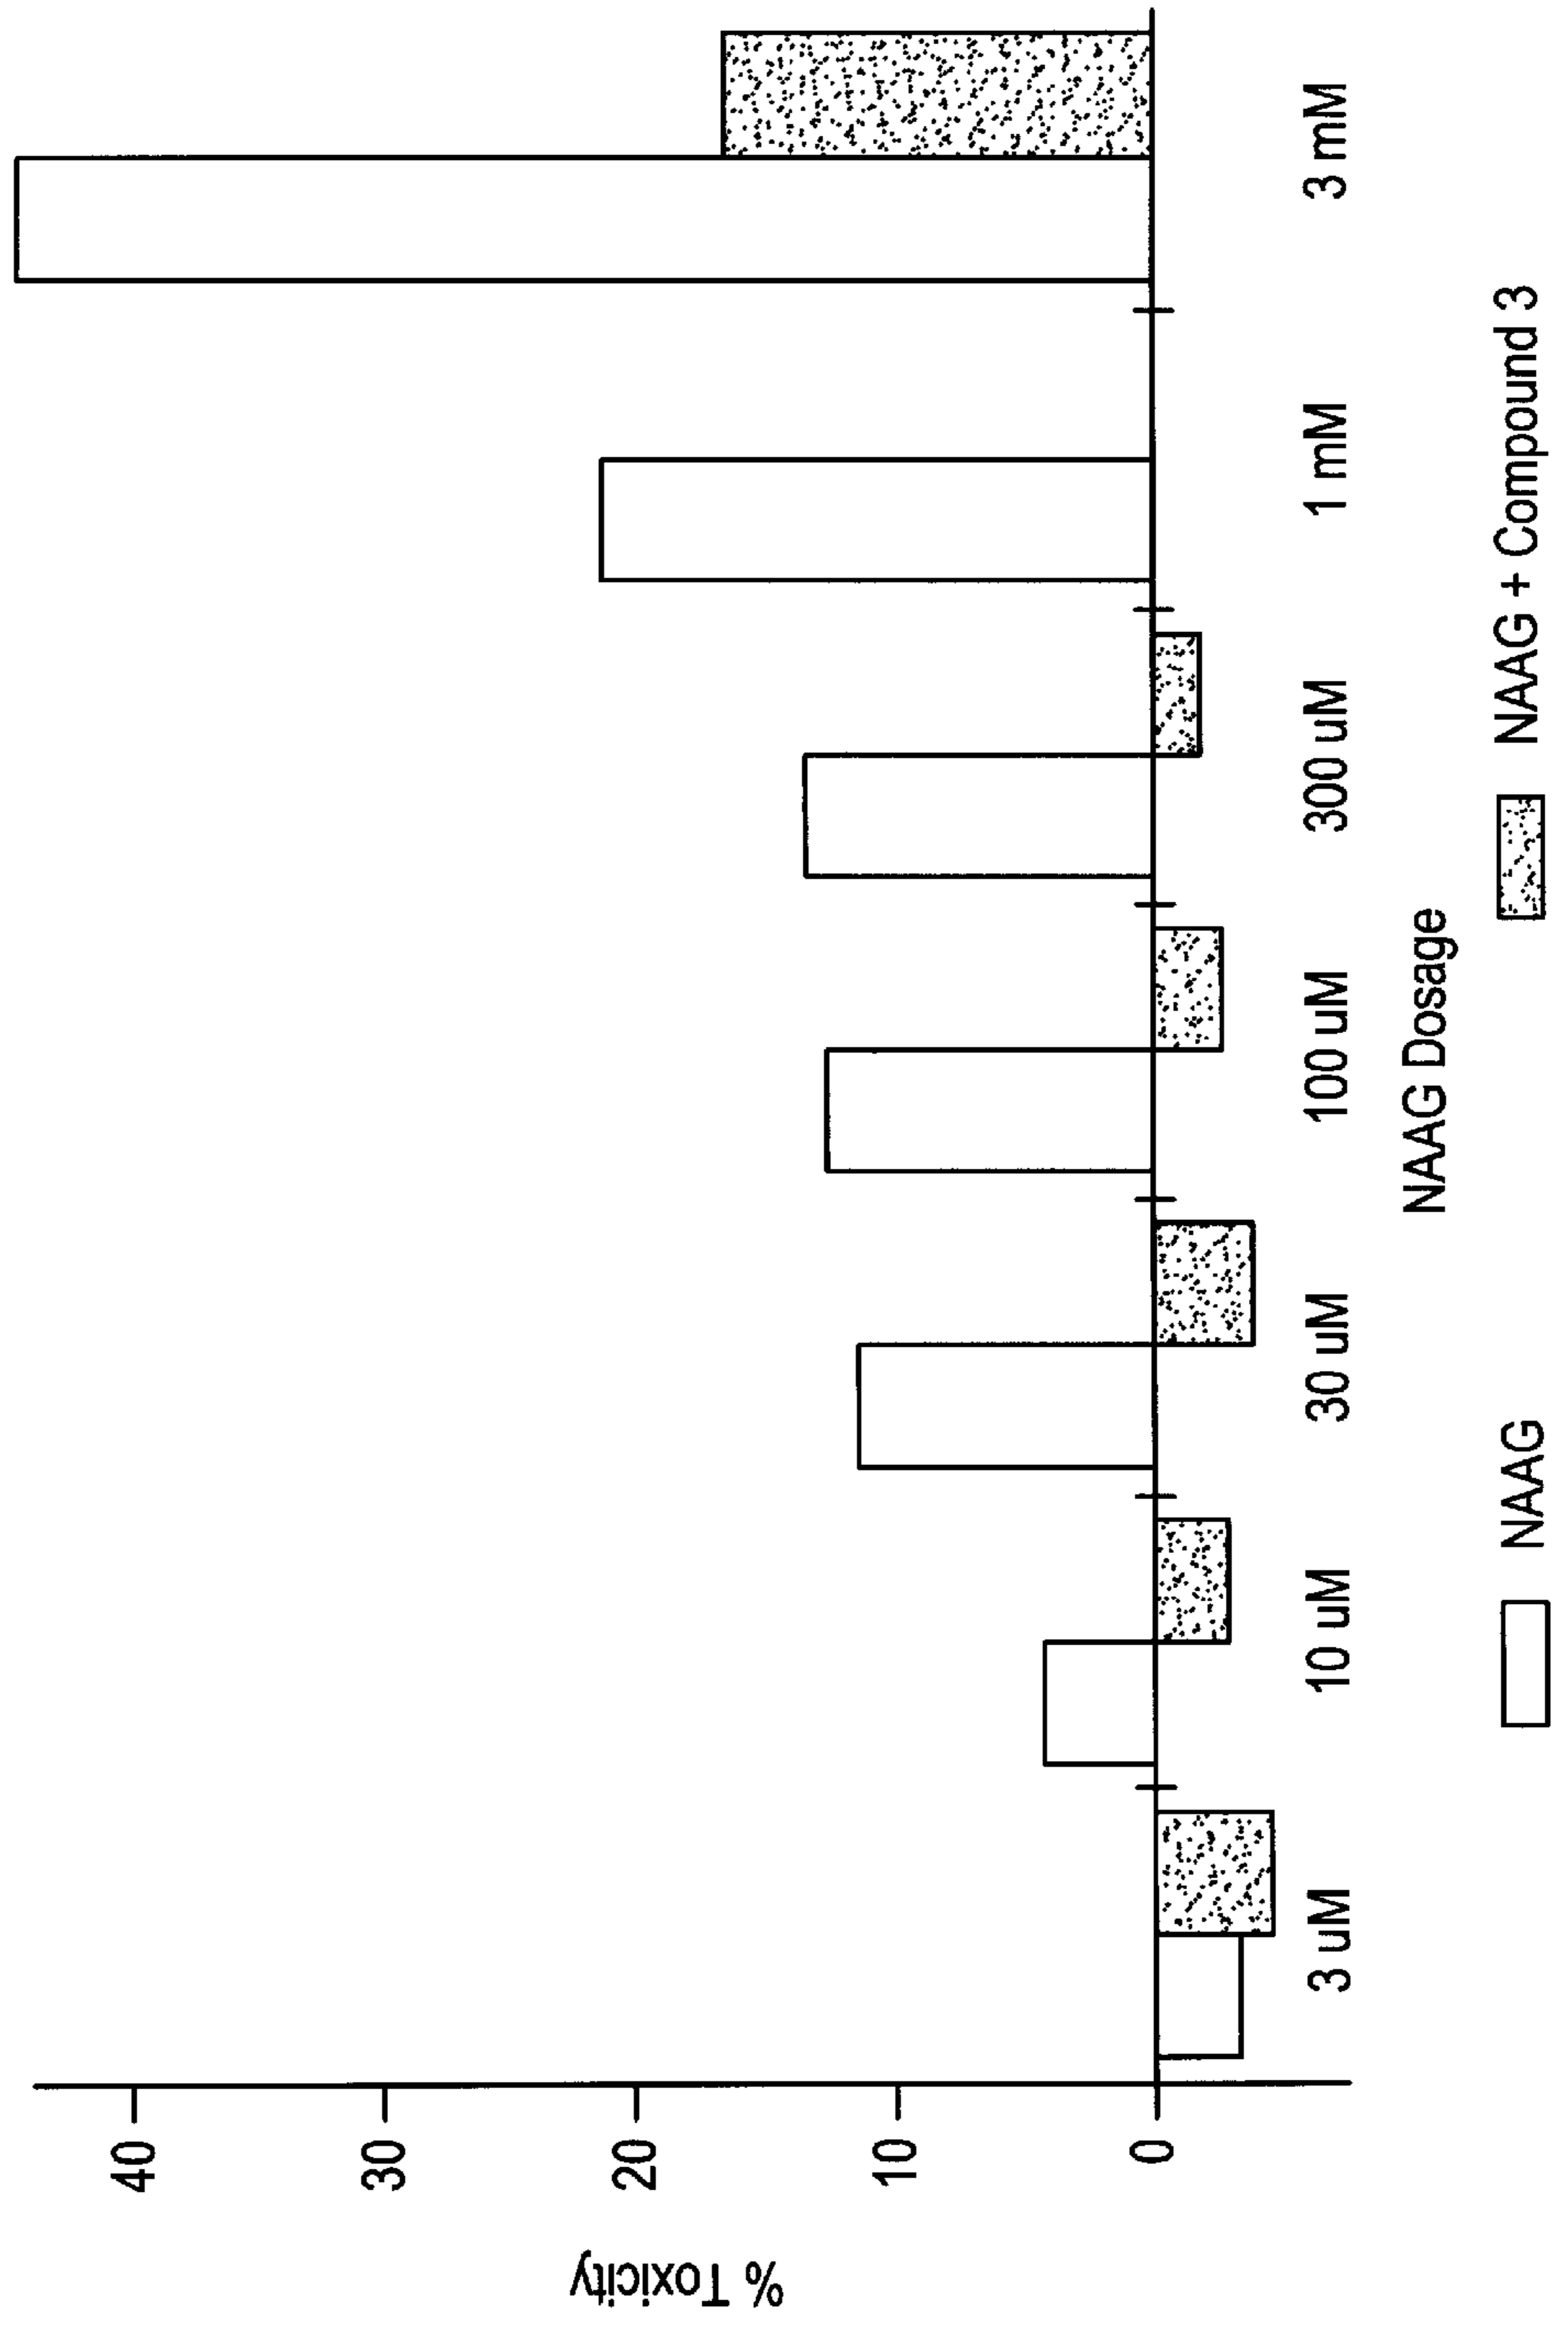 % Toxicity
40
30
20
10
0
3 uM
10 uM
30 uM
100 uM
300 uM
1 mM
3 mM
NAAG Dosage
NAAG
NAAG + Compound 3